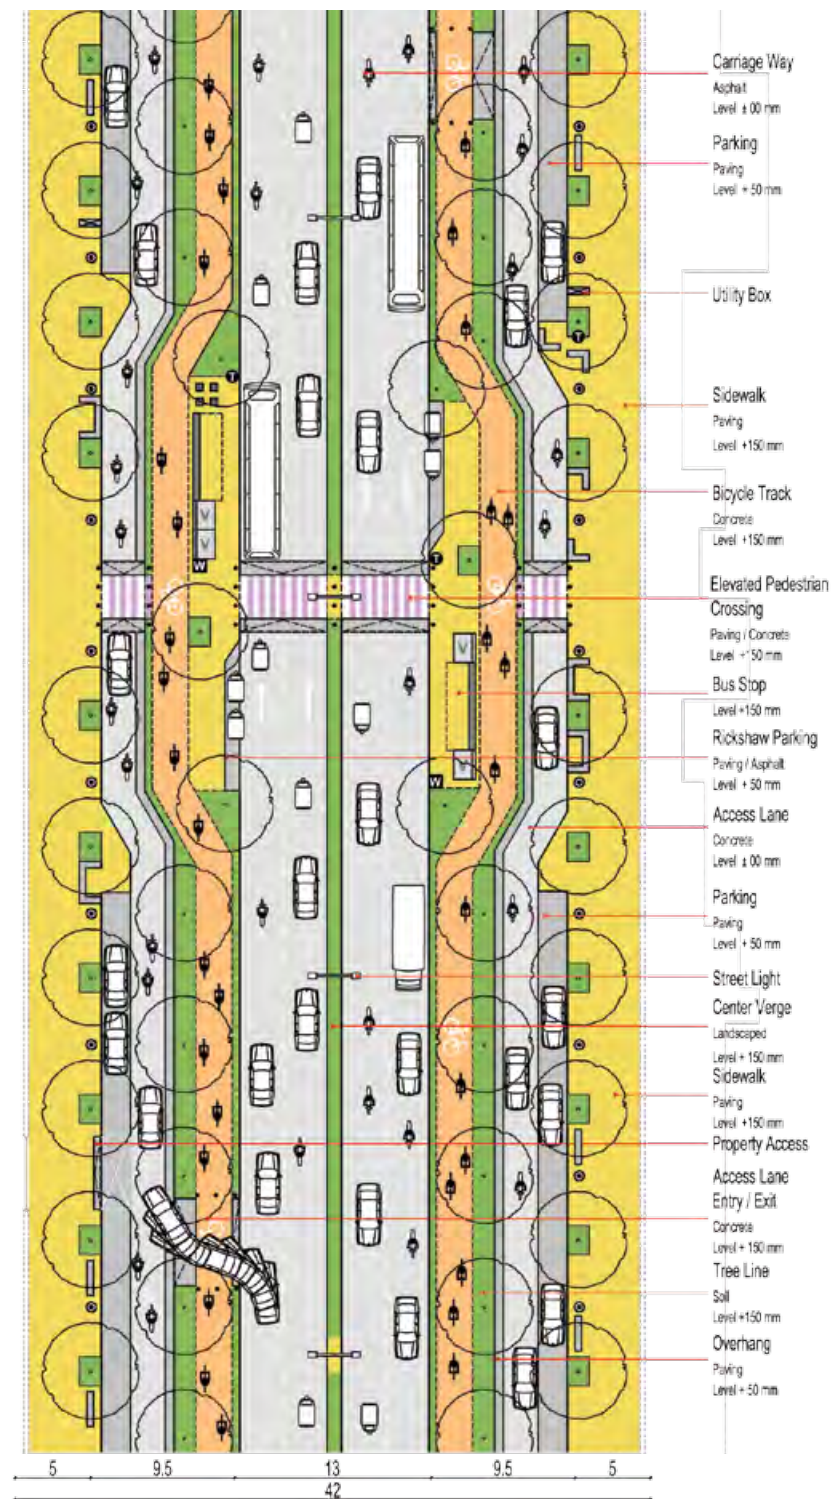 Carriage Way
Asphalt
Level ± 00 mm
Parking
Paving
Level + 50 mm
Utility Box
Sidewalk
Paving
Level +150 mm
Bicycle Track
Concrete
Level +150 mm
Elevated Pedestrian
Crossing
Paving / Concrete
Level +150 mm
Bus Stop
Level +150 mm
Rickshaw Parking
Paving / Asphalt
Level + 50 mm
Access Lane
Concrete
Level ± 00 mm
Parking
Paving
Level + 50 mm
Street Light
Center Verge
Landscaped
Level + 150 mm
Sidewalk
Paving
Level +150 mm
Property Access
Access Lane
Entry / Exit
Concrete
Level + 150 mm
Tree Line
Soil
Level +150 mm
Overhang
Paving
Level + 50 mm
T
T
V
V
W
T
V
V
W
5 9.5 13 9.5 5
42